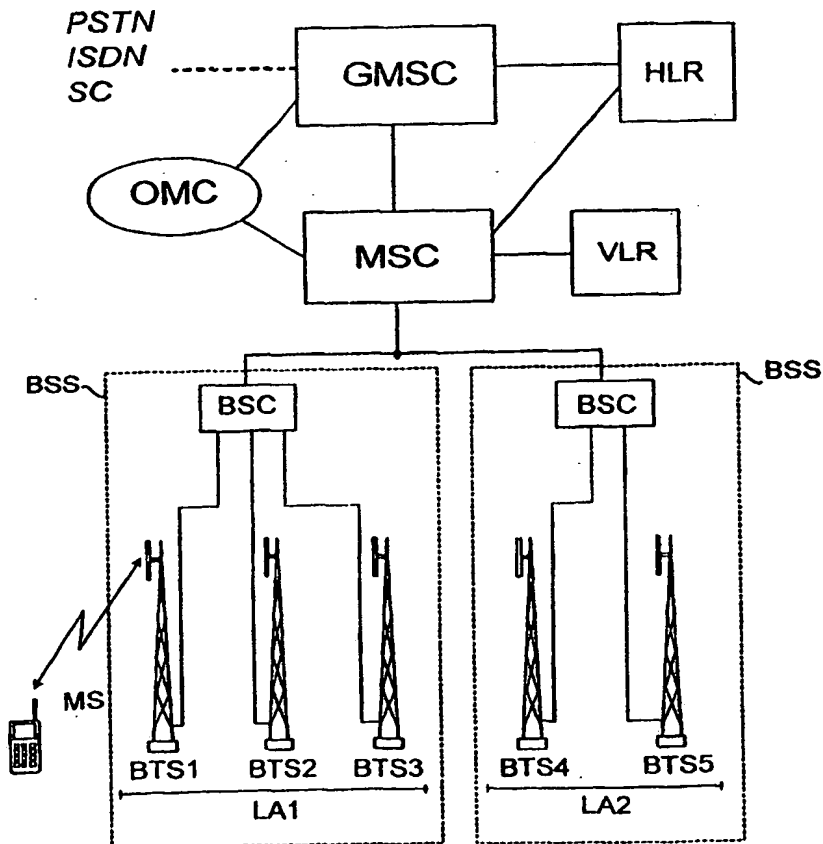 PSTN
ISDN
SC
GMSC
HLR
OMC
MSC
VLR
BSS
BSS
BSC
BSC
MS
BTS1
BTS2
BTS3
BTS4
BTS5
LA1
LA2